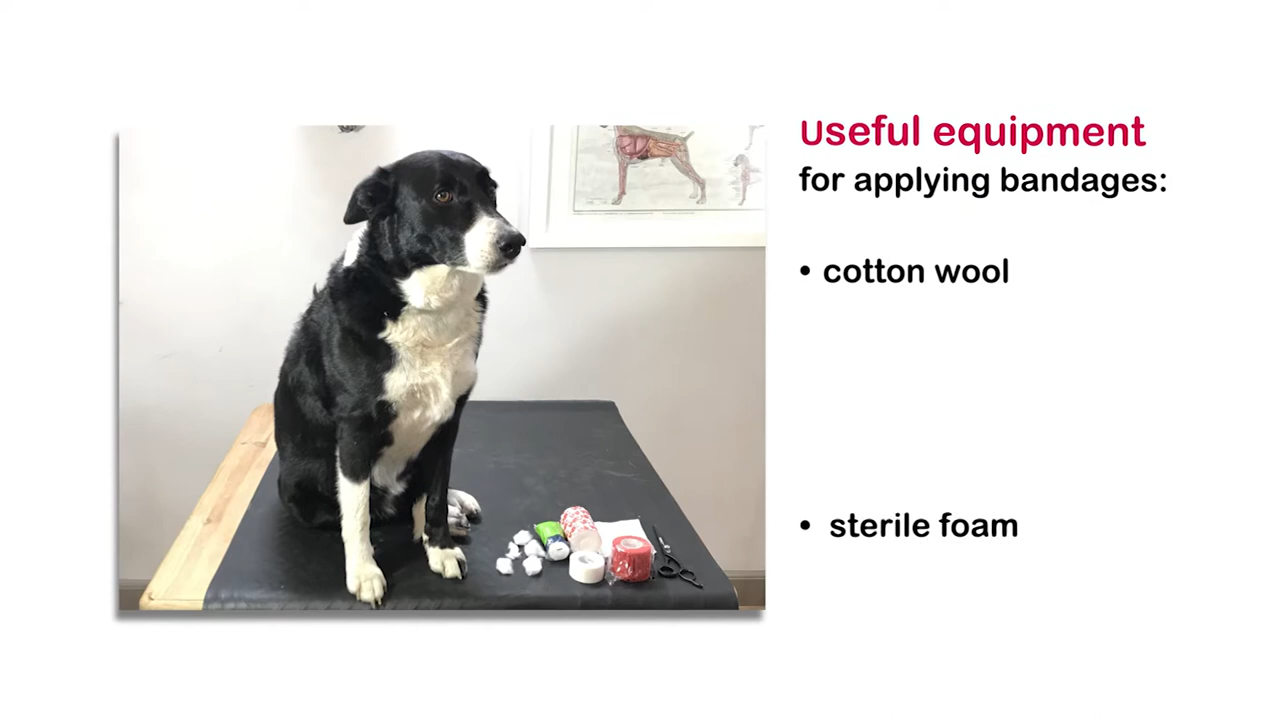 Useful equipment
for applying bandages:
• cotton wool
• sterile foam